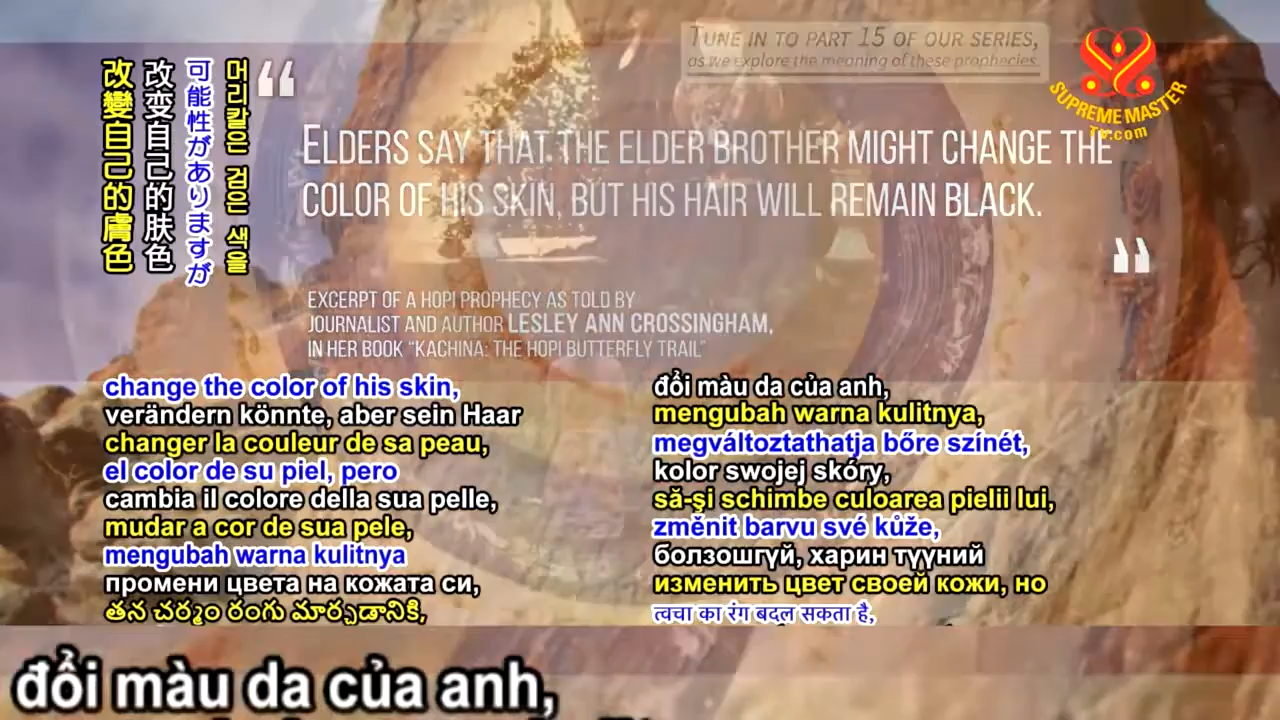 TUNE IN TO PART 15 OF OUR SERIES,
as we explore the meaning of these prophecies.
SUPREME MASTER
TV.com
改變自己的膚色
改变自己的肤色
可能性がありますが
머리칼은 검은 색을
“
ELDERS SAY THAT THE ELDER BROTHER MIGHT CHANGE THE
COLOR OF HIS SKIN, BUT HIS HAIR WILL REMAIN BLACK.
”
EXCERPT OF A HOPI PROPHECY AS TOLD BY
JOURNALIST AND AUTHOR LESLEY ANN CROSSINGHAM,
IN HER BOOK “KACHINA: THE HOPI BUTTERFLY TRAIL”
change the color of his skin,
verändern könnte, aber sein Haar
changer la couleur de sa peau,
el color de su piel, pero
cambia il colore della sua pelle,
mudar a cor de sua pele,
mengubah warna kulitnya
промени цвета на кожата си,
తన చర్మం రంగు మార్చడానికి,
đổi màu da của anh,
mengubah warna kulitnya,
megváltoztathatja bőre színét,
kolor swojej skóry,
să-şi schimbe culoarea pielii lui,
změnit barvu své kůže,
болзошгүй, харин түүний
изменить цвет своей кожи, но
त्वचा का रंग बदल सकता है,
đổi màu da của anh,